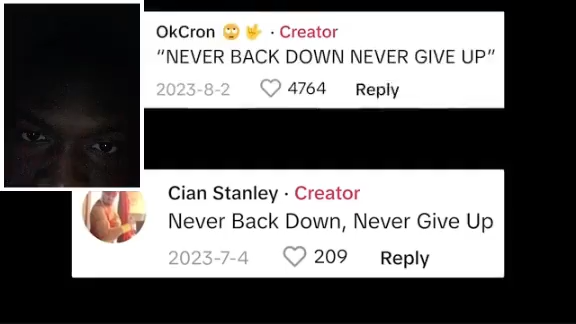 OkCron 🙄 🤟 · Creator
“NEVER BACK DOWN NEVER GIVE UP”
2023-8-2 4764 Reply
Cian Stanley · Creator
Never Back Down, Never Give Up
2023-7-4 209 Reply